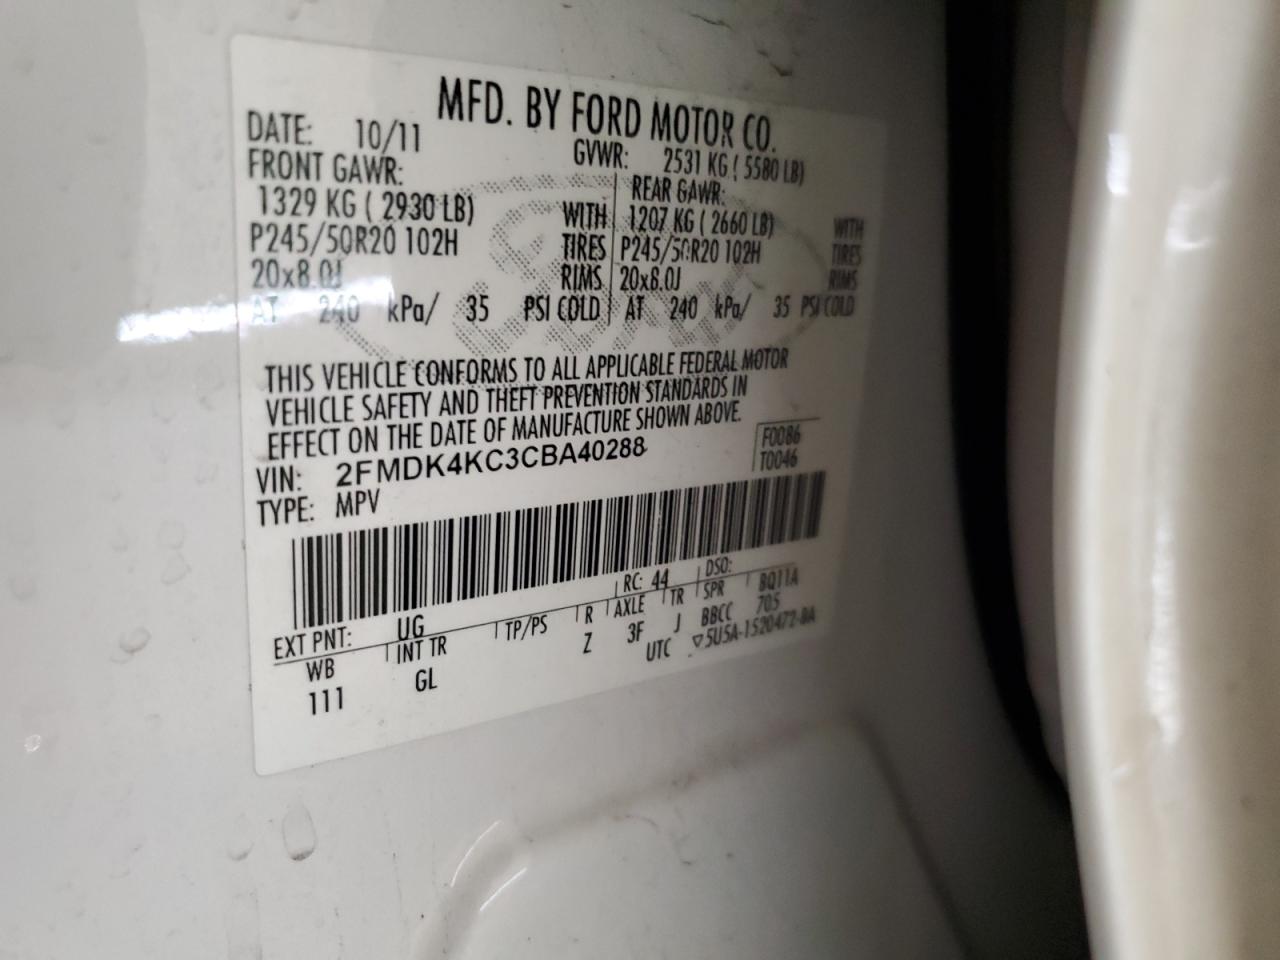 MFD. BY FORD MOTOR CO.
DATE: 10/11 GVWR: 2531 KG ( 5580 LB)
FRONT GAWR: REAR GAWR:
1329 KG ( 2930 LB) WITH 1207 KG ( 2660 LB) WITH
P245/50R20 102H TIRES P245/50R20 102H TIRES
20x8.0J RIMS 20x8.0J RIMS
AT 240 kPa/ 35 PSI COLD AT 240 kPa/ 35 PSI COLD
THIS VEHICLE CONFORMS TO ALL APPLICABLE FEDERAL MOTOR
VEHICLE SAFETY AND THEFT PREVENTION STANDARDS IN
EFFECT ON THE DATE OF MANUFACTURE SHOWN ABOVE.
VIN: 2FMDK4KC3CBA40288 F0086
TYPE: MPV T0046
EXT PNT: UG RC: 44 DSO:
WB INT TR TP/PS R AXLE TR SPR BQ11A
111 GL Z 3F J BBCC 705
UTC ▽5U5A-1520472-BA